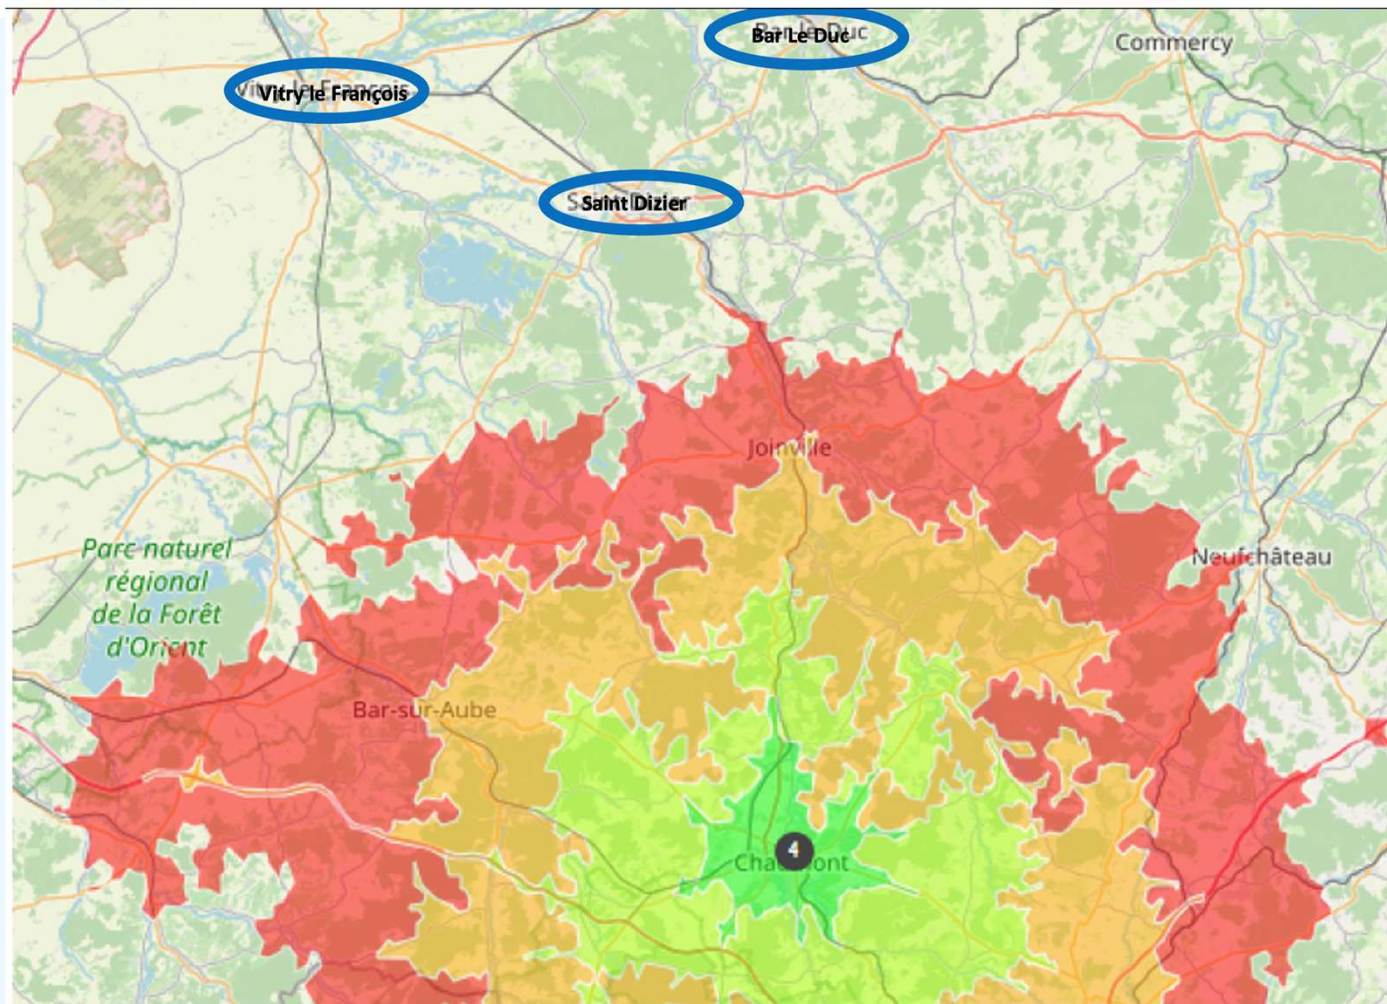 Bar Le Duc
Commercy
Vitry le François
Saint Dizier
Joinville
Parc naturel
régional
de la Forêt
d'Orient
Neufchâteau
Bar-sur-Aube
4
Chaumont